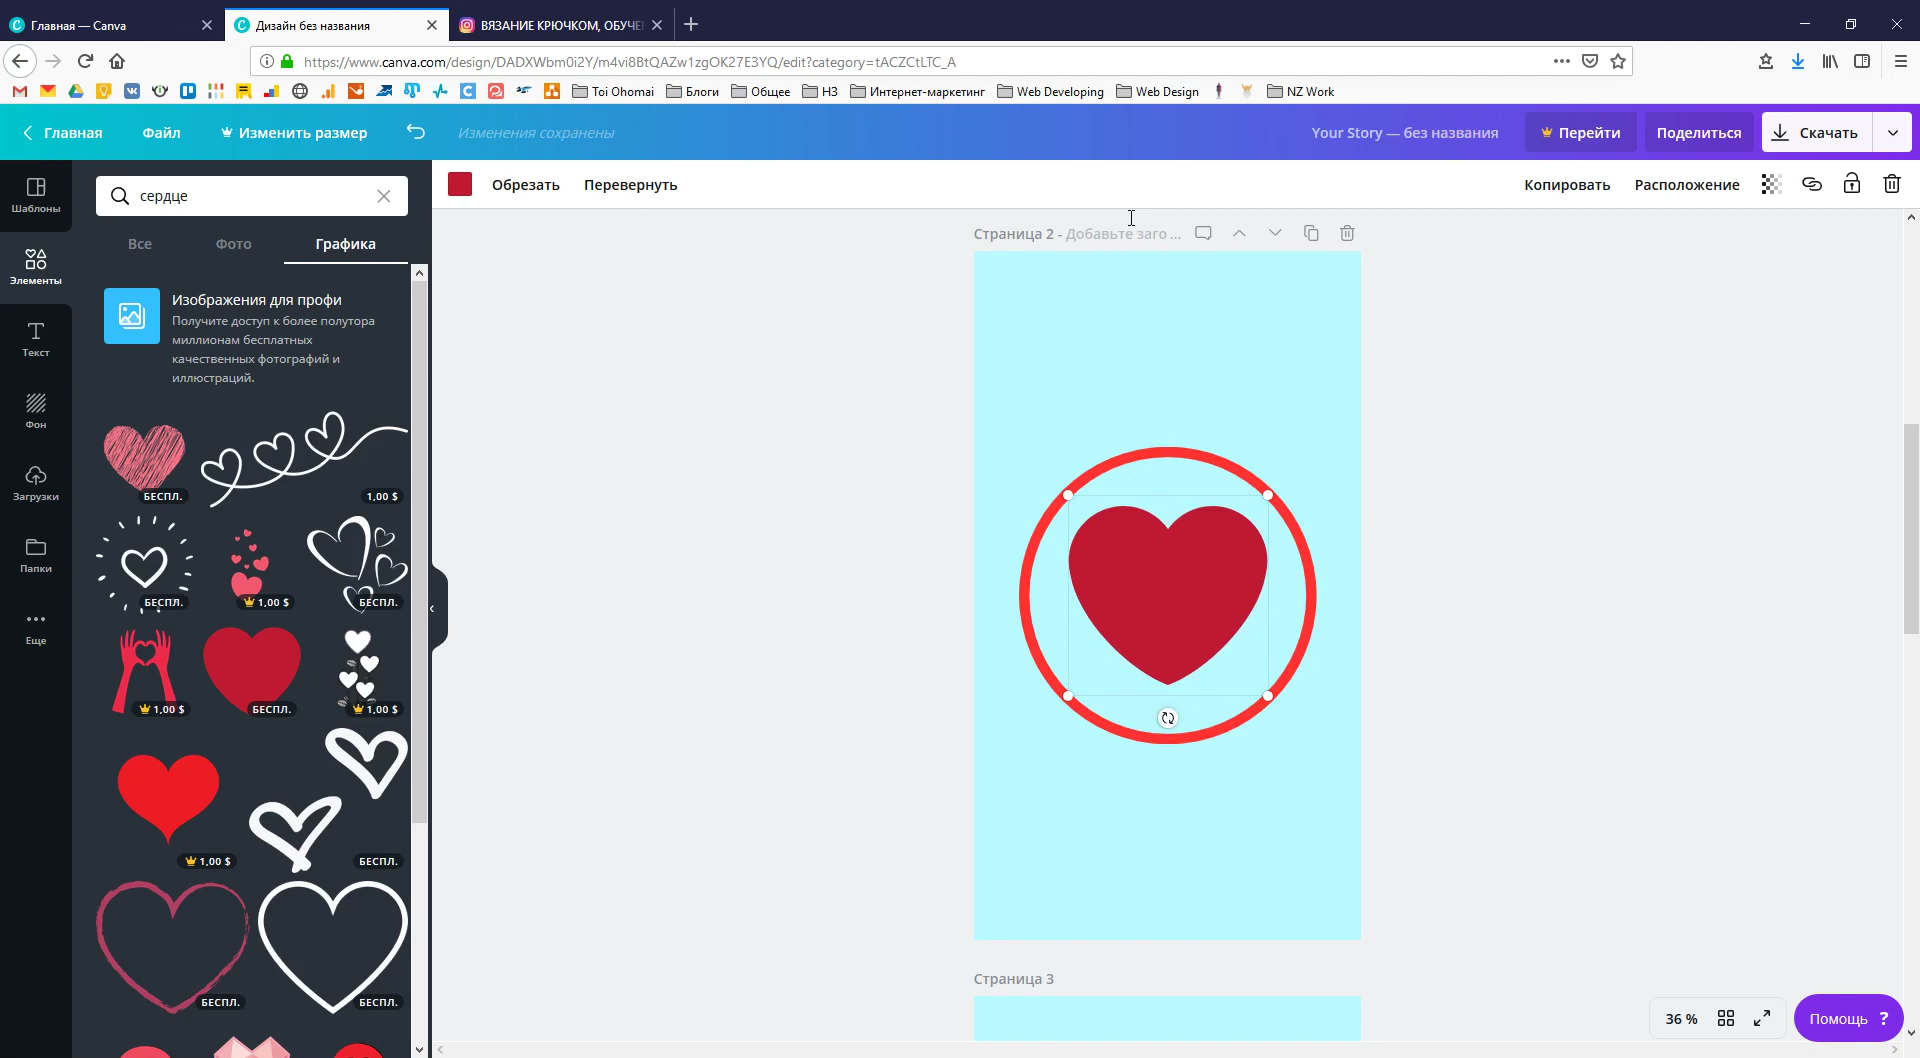 Главная — Canva
Дизайн без названия
ВЯЗАНИЕ КРЮЧКОМ, ОБУЧЕ
https://www.canva.com/design/DADXWbm0i2Y/m4vi8BtQAZw1zgOK27E3YQ/edit?category=tACZCtLTC_A
Toi Ohomai
Блоги
Общее
НЗ
Интернет-маркетинг
Web Developing
Web Design
NZ Work
Главная
Файл
Изменить размер
Изменения сохранены
Your Story — без названия
Перейти
Поделиться
Скачать
Шаблоны
Элементы
Текст
Фон
Загрузки
Папки
Еще
сердце
Все
Фото
Графика
Изображения для профи
Получите доступ к более полутора
миллионам бесплатных
качественных фотографий и
иллюстраций.
БЕСПЛ.
1,00 $
БЕСПЛ.
1,00 $
БЕСПЛ.
1,00 $
БЕСПЛ.
1,00 $
1,00 $
БЕСПЛ.
БЕСПЛ.
БЕСПЛ.
Обрезать
Перевернуть
Копировать
Расположение
Страница 2 - Добавьте заго ...
Страница 3
36 %
Помощь ?